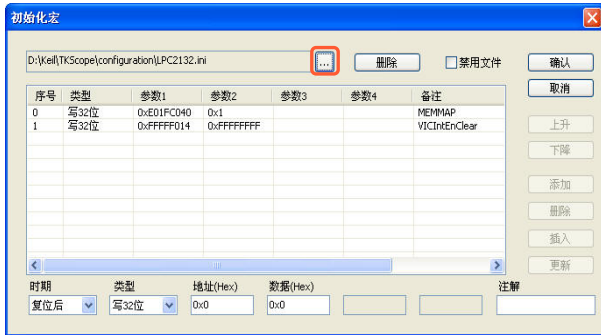 初始化宏
D:\Keil\TKScope\configuration\LPC2132.ini ... 删除 禁用文件 确认
取消
序号 类型 参数1 参数2 参数3 参数4 备注
0 写32位 0xE01FC040 0x1 MEMMAP
1 写32位 0xFFFFF014 0xFFFFFFFF VICIntEnClear
上升
下降
添加
删除
插入
更新
时期 类型 地址(Hex) 数据(Hex) 注解
复位后 写32位 0x0 0x0